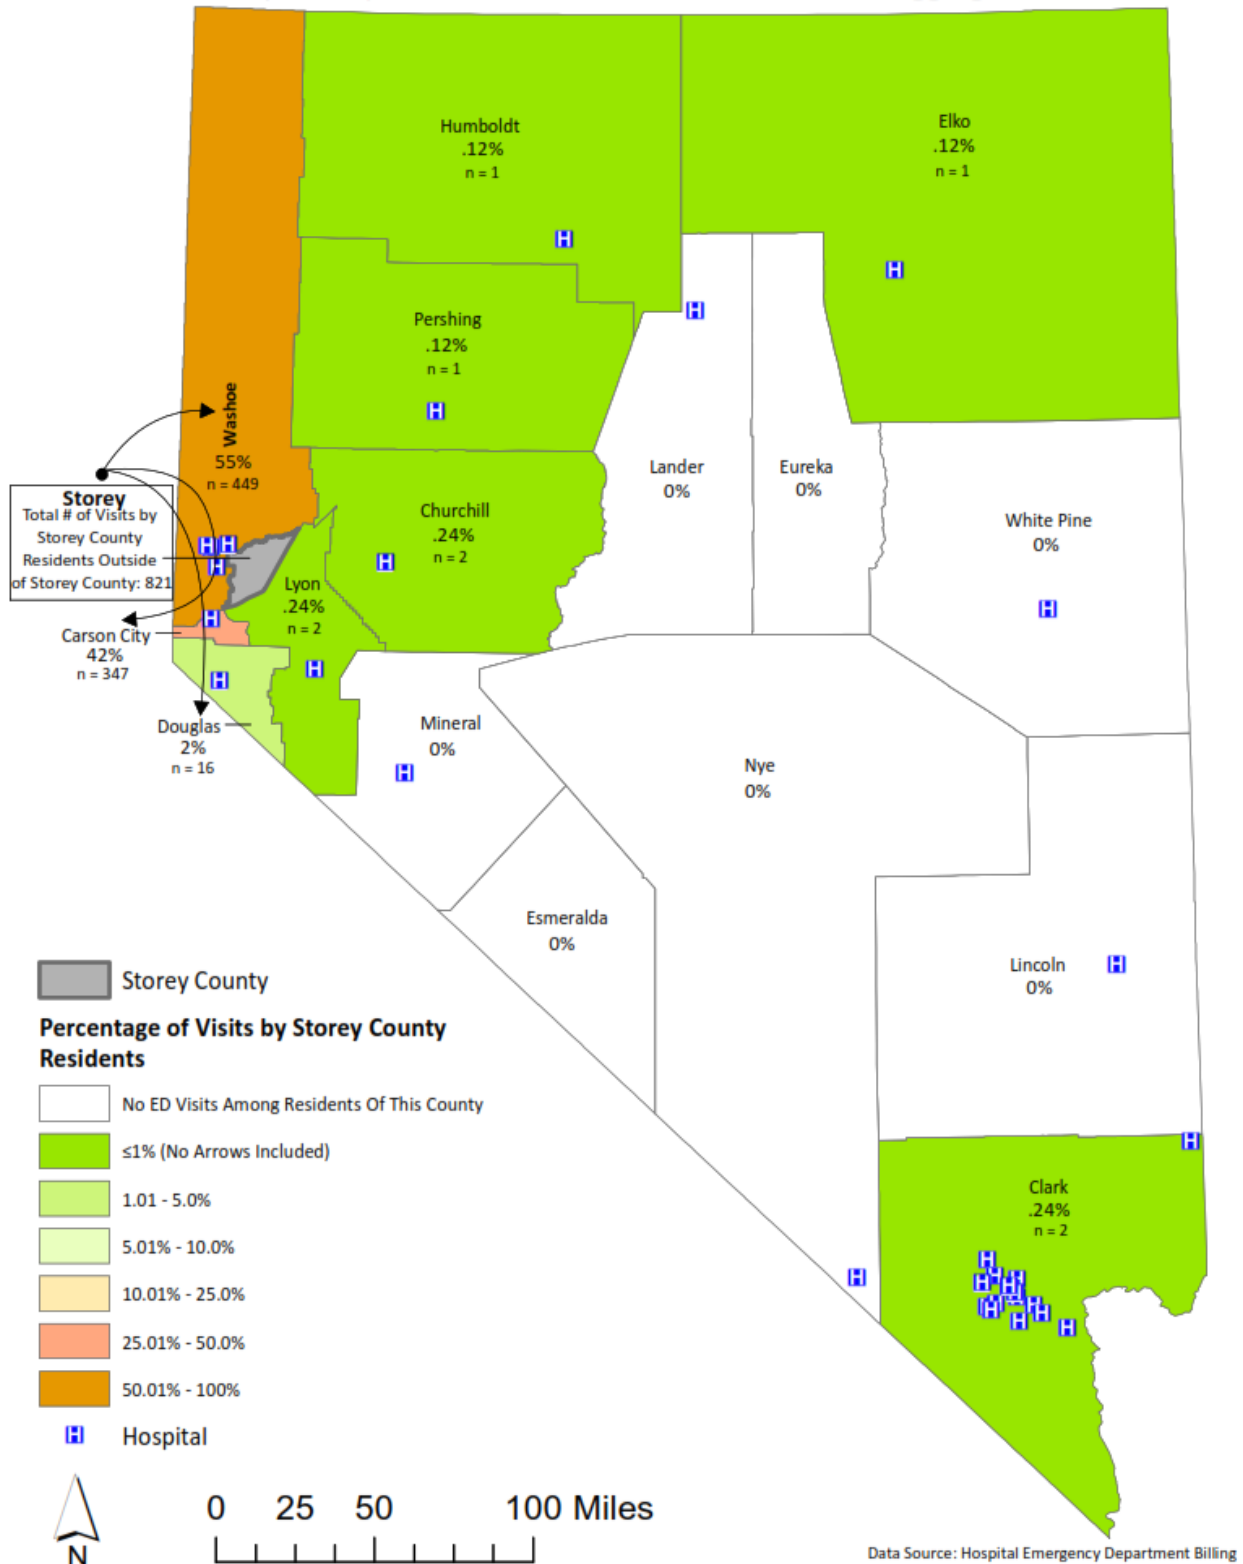 Humboldt
.12%
n = 1
Elko
.12%
n = 1
Pershing
.12%
n = 1
Washoe
55%
n = 449
Lander
0%
Eureka
0%
Storey
Total # of Visits by
Storey County
Residents Outside
of Storey County: 821
Churchill
.24%
n = 2
White Pine
0%
Lyon
.24%
n = 2
Carson City
42%
n = 347
Douglas
2%
n = 16
Mineral
0%
Nye
0%
Esmeralda
0%
Lincoln
0%
Clark
.24%
n = 2
Storey County
Percentage of Visits by Storey County
Residents
No ED Visits Among Residents Of This County
≤1% (No Arrows Included)
1.01 - 5.0%
5.01% - 10.0%
10.01% - 25.0%
25.01% - 50.0%
50.01% - 100%
H Hospital
N
0 25 50 100 Miles
Data Source: Hospital Emergency Department Billing